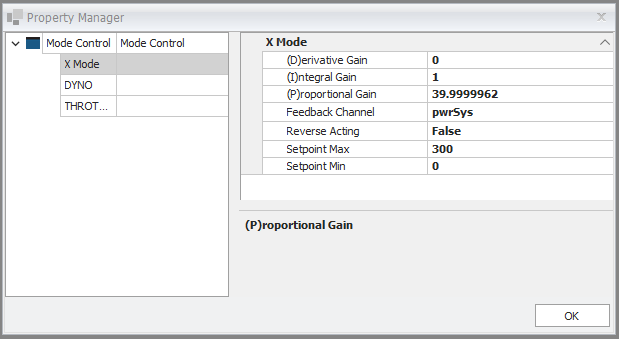 Property Manager
Mode Control Mode Control
X Mode
DYNO
THROT...
X Mode
(D)erivative Gain 0
(I)ntegral Gain 1
(P)roportional Gain 39.9999962
Feedback Channel pwrSys
Reverse Acting False
Setpoint Max 300
Setpoint Min 0
(P)roportional Gain
OK